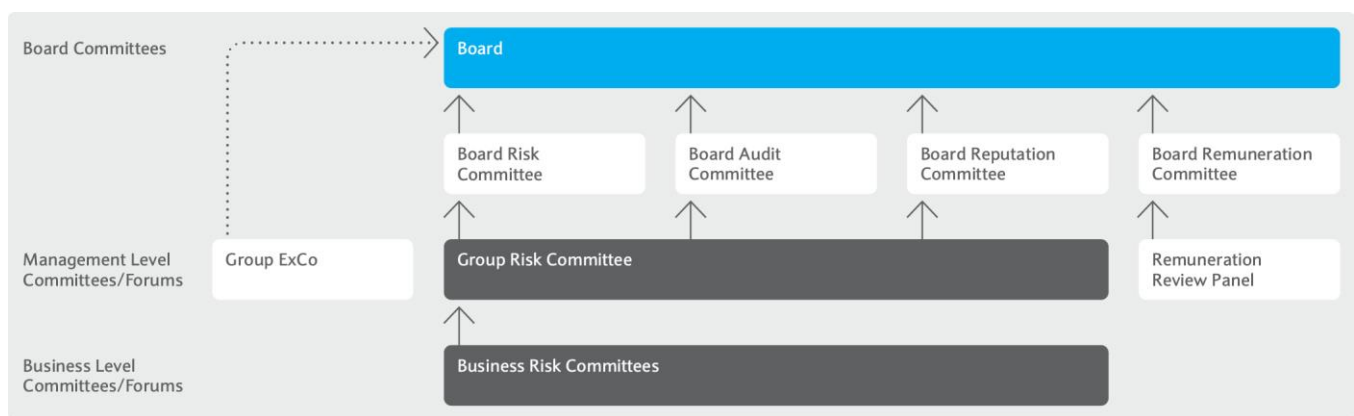 Board Committees
Board
Board Risk
Committee
Board Audit
Committee
Board Reputation
Committee
Board Remuneration
Committee
Management Level
Committees/Forums
Group ExCo
Group Risk Committee
Remuneration
Review Panel
Business Level
Committees/Forums
Business Risk Committees